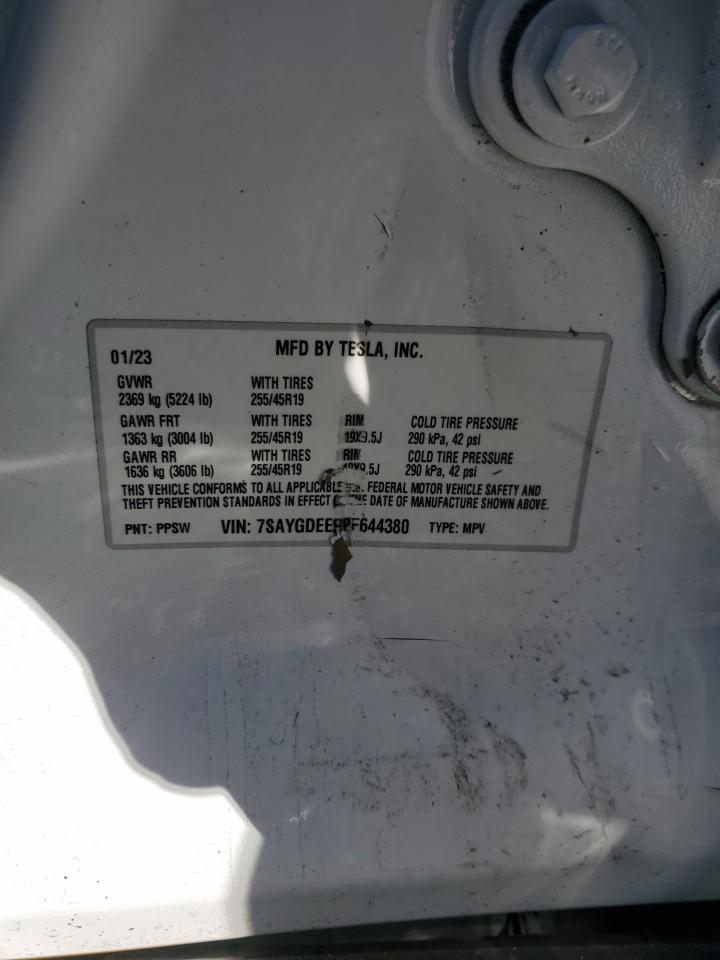 01/23 MFD BY TESLA, INC.
GVWR WITH TIRES
2369 kg (5224 lb) 255/45R19
GAWR FRT WITH TIRES RIM COLD TIRE PRESSURE
1363 kg (3004 lb) 255/45R19 19X9.5J 290 kPa, 42 psi
GAWR RR WITH TIRES RIM COLD TIRE PRESSURE
1636 kg (3606 lb) 255/45R19 19X9.5J 290 kPa, 42 psi
THIS VEHICLE CONFORMS TO ALL APPLICABLE U.S. FEDERAL MOTOR VEHICLE SAFETY AND
THEFT PREVENTION STANDARDS IN EFFECT ON THE DATE OF MANUFACTURE SHOWN ABOVE.
PNT: PPSW VIN: TYPE: MPV